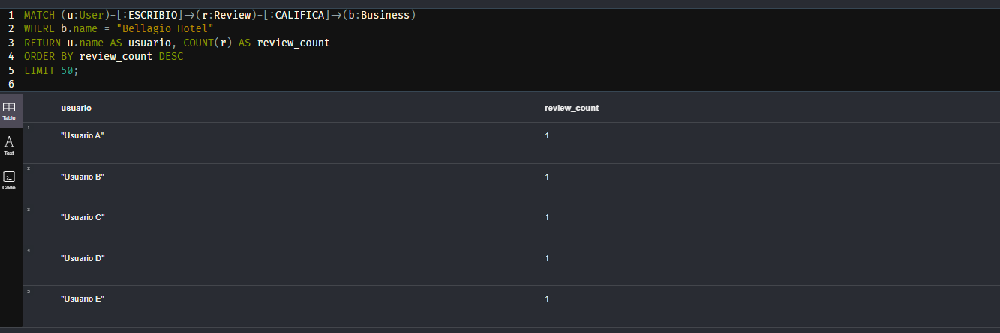 1 MATCH (u:User)-[:ESCRIBIO]->(r:Review)-[:CALIFICA]->(b:Business)
2 WHERE b.name = "Bellagio Hotel"
3 RETURN u.name AS usuario, COUNT(r) AS review_count
4 ORDER BY review_count DESC
5 LIMIT 50;
6
Table
Text
Code
usuario review_count
1 "Usuario A" 1
2 "Usuario B" 1
3 "Usuario C" 1
4 "Usuario D" 1
5 "Usuario E" 1